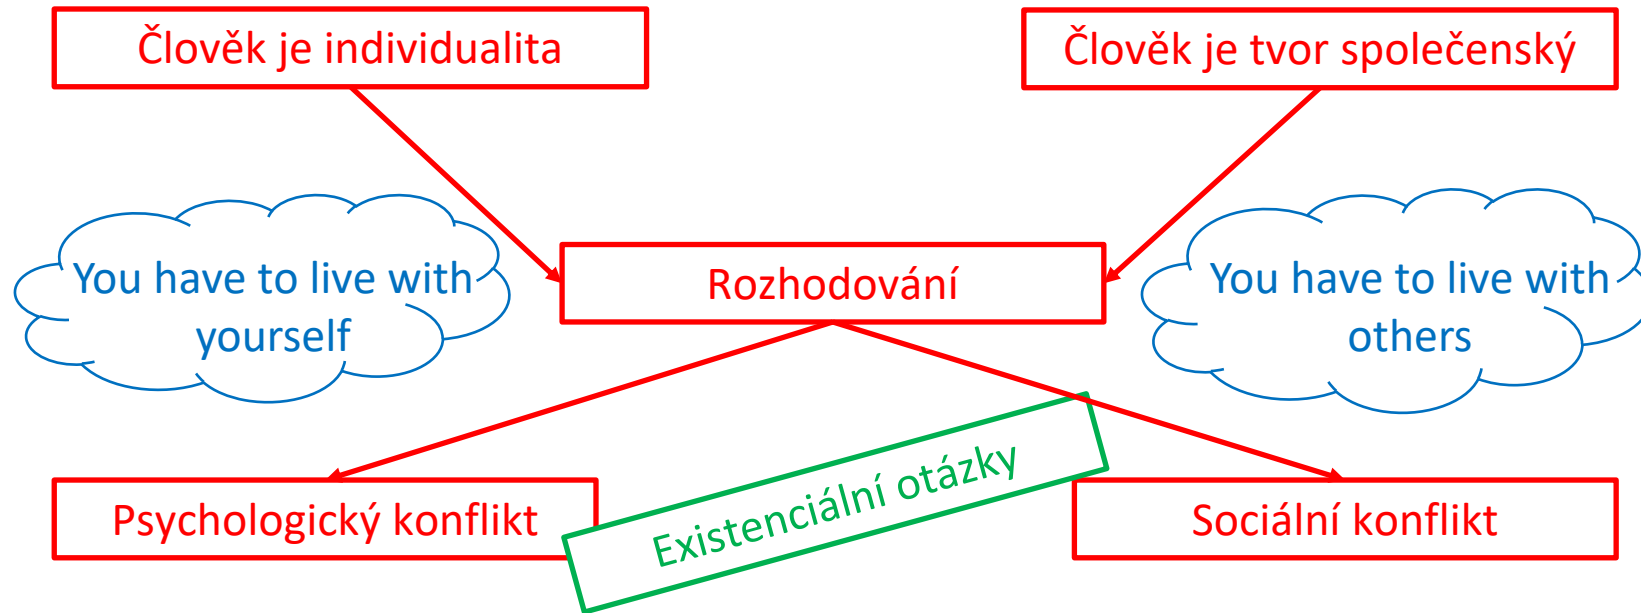 Člověk je individualita
Člověk je tvor společenský
You have to live with
yourself
Rozhodování
You have to live with
others
Psychologický konflikt
Existenciální otázky
Sociální konflikt